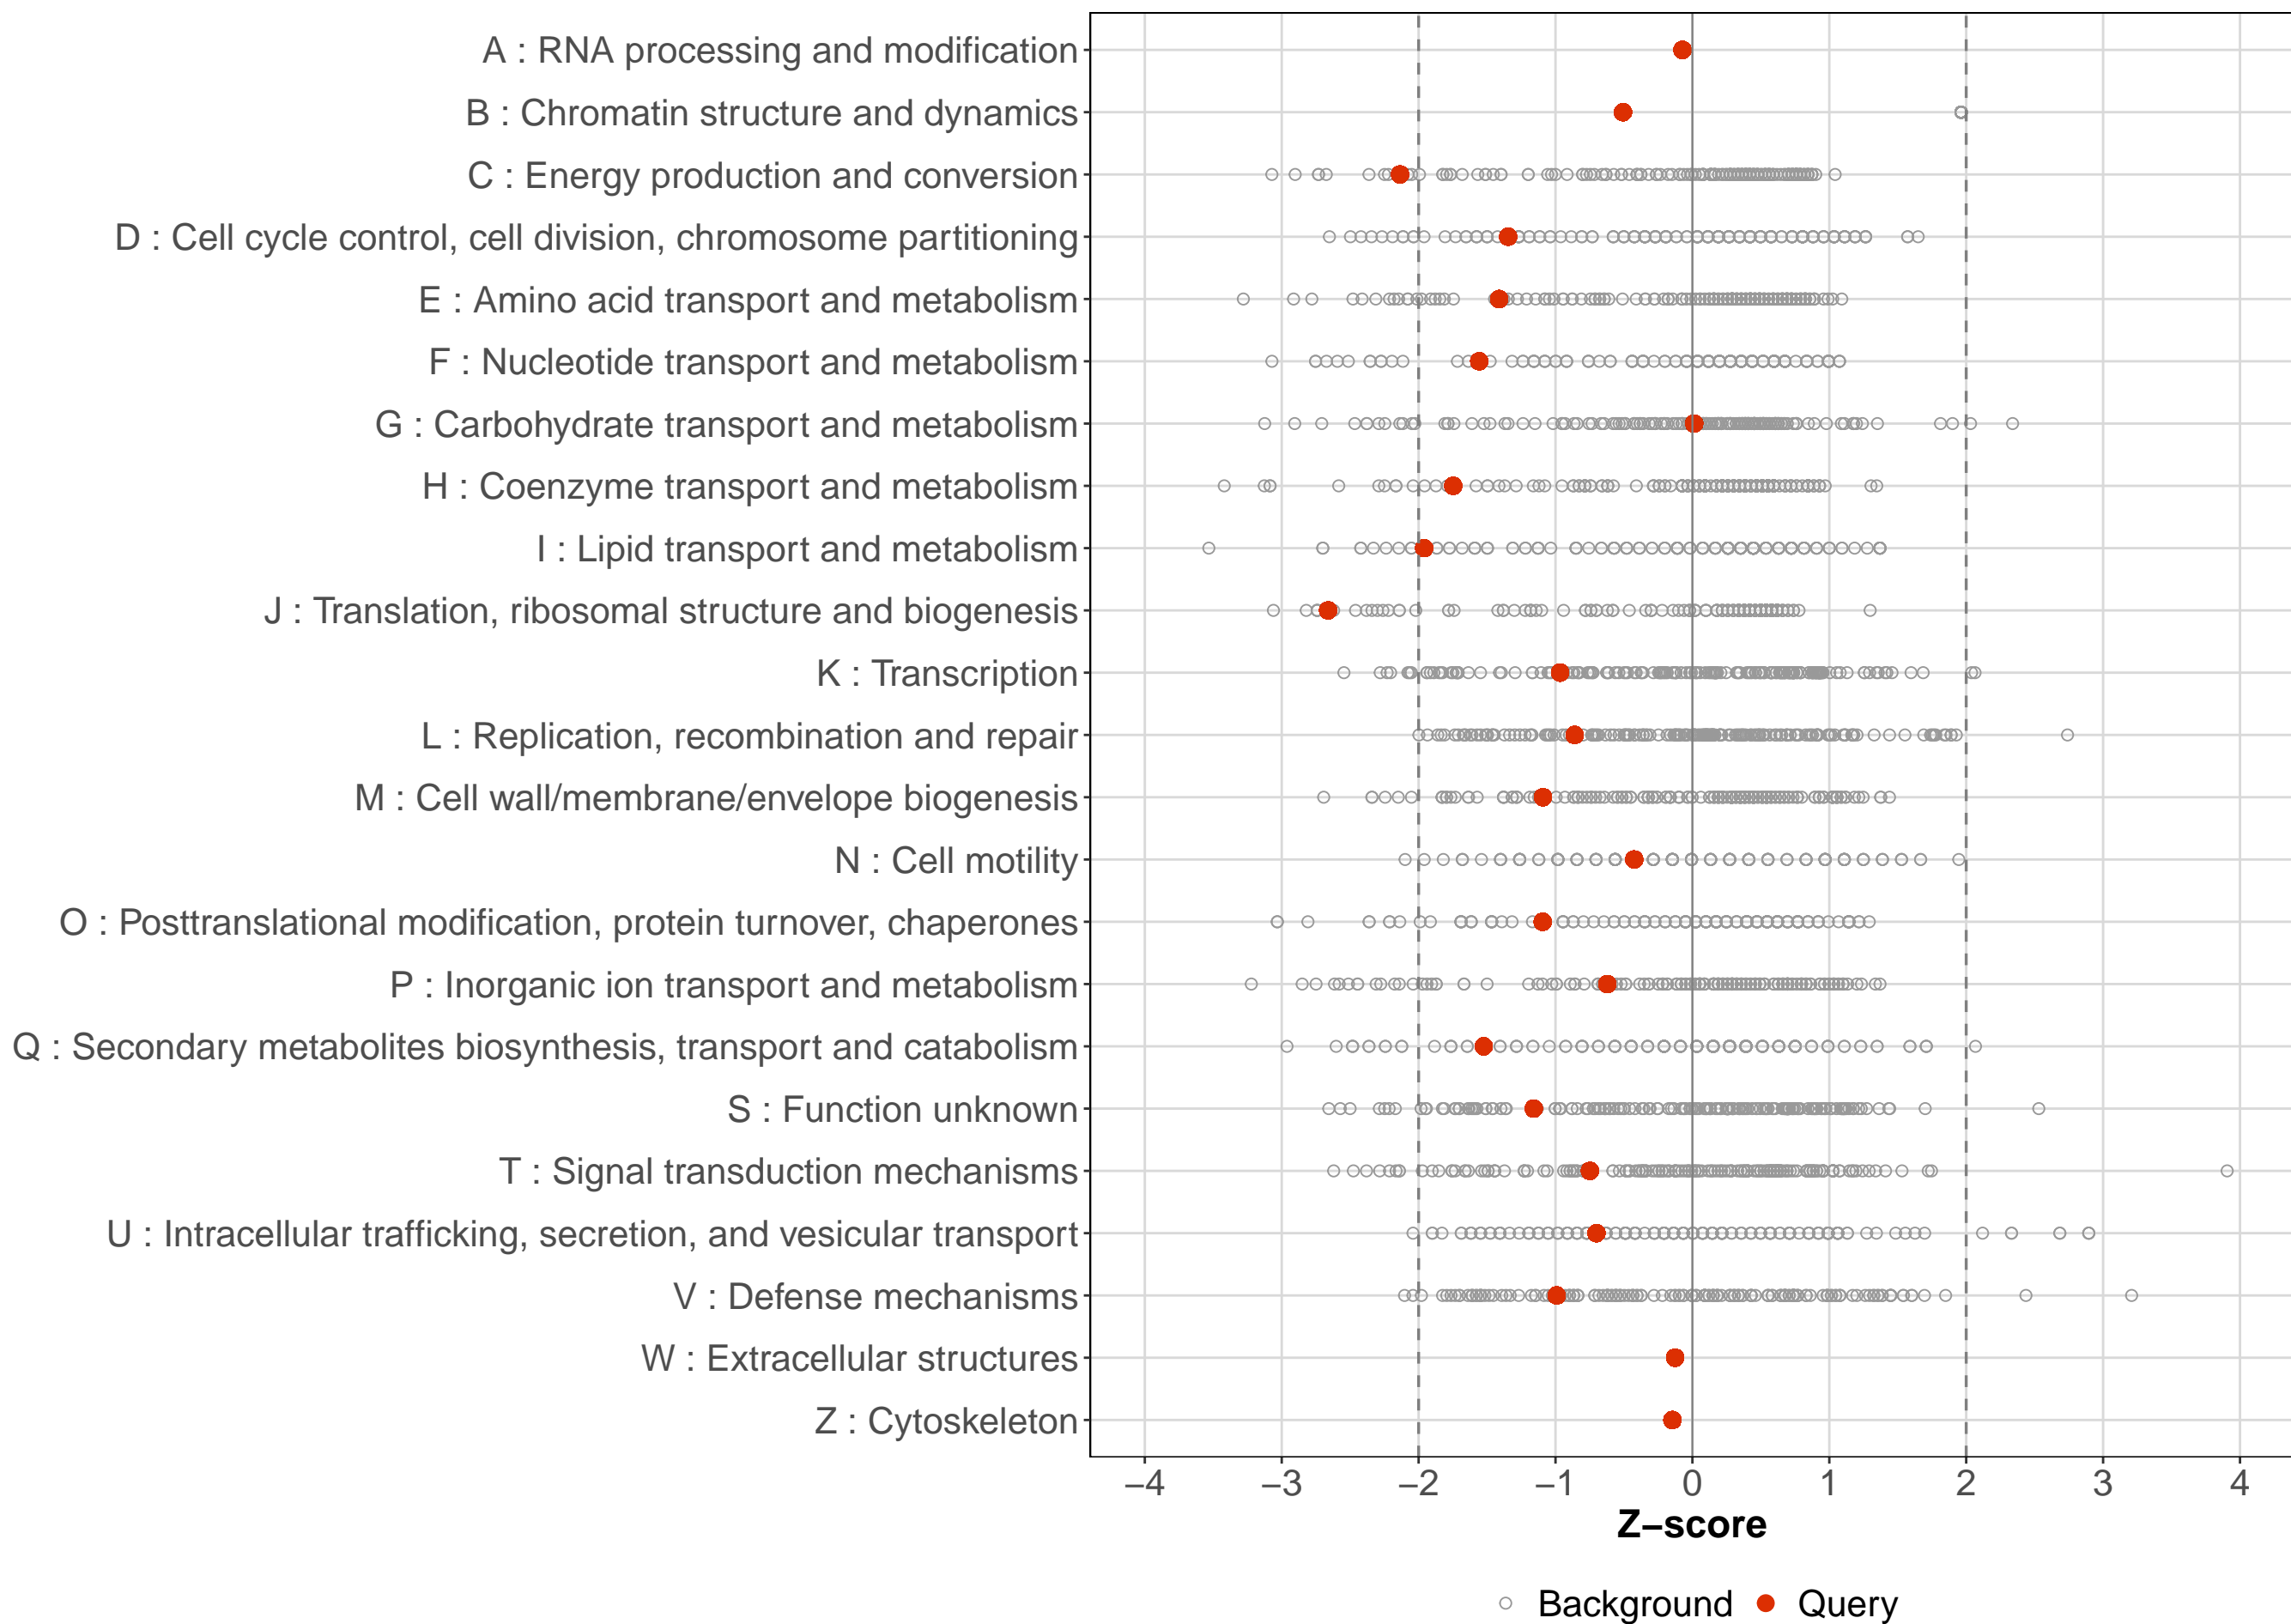 A : RNA processing and modification
B : Chromatin structure and dynamics
C : Energy production and conversion
D : Cell cycle control, cell division, chromosome partitioning
E : Amino acid transport and metabolism
F : Nucleotide transport and metabolism
G : Carbohydrate transport and metabolism
H : Coenzyme transport and metabolism
I : Lipid transport and metabolism
J : Translation, ribosomal structure and biogenesis
K : Transcription
L : Replication, recombination and repair
M : Cell wall/membrane/envelope biogenesis
N : Cell motility
O : Posttranslational modification, protein turnover, chaperones
P : Inorganic ion transport and metabolism
Q : Secondary metabolites biosynthesis, transport and catabolism
S : Function unknown
T : Signal transduction mechanisms
U : Intracellular trafficking, secretion, and vesicular transport
V : Defense mechanisms
W : Extracellular structures
Z : Cytoskeleton
−4 −3 −2 −1 0 1 2 3 4
Z−score
Background Query